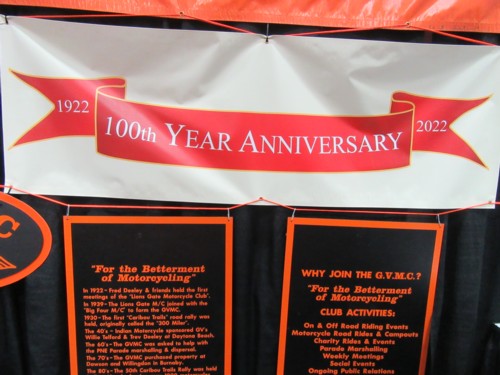 1922
100th YEAR ANNIVERSARY
2022
C
"For the Betterment
of Motorcycling"
In 1922 - Fred Deeley & friends held the first
meetings of the "Lions Gate Motorcycle Club".
In 1929 - The Lions Gate M/C joined with the
"Big Four M/C" to form the GVMC.
1930 - The first "Cariboo Trails" road rally was
held, originally called the "300 Miler".
The 40's - Indian Motorcycle sponsored GV's
Willie Telford & Trev Deeley at Daytona Beach.
The 60's - The GVMC was asked to help with
the PNE Parade marshalling & dispersal.
The 70's - The GVMC purchased property at
Dawson and Willingdon in Burnaby.
The 80's - The 50th Cariboo Trails Rally was held
WHY JOIN THE G.V.M.C.?
"For the Betterment of
Motorcycling"
CLUB ACTIVITIES:
On & Off Road Riding Events
Motorcycle Road Rides & Campouts
Charity Rides & Events
Parade Marshalling
Weekly Meetings
Social Events
Ongoing Public Relations